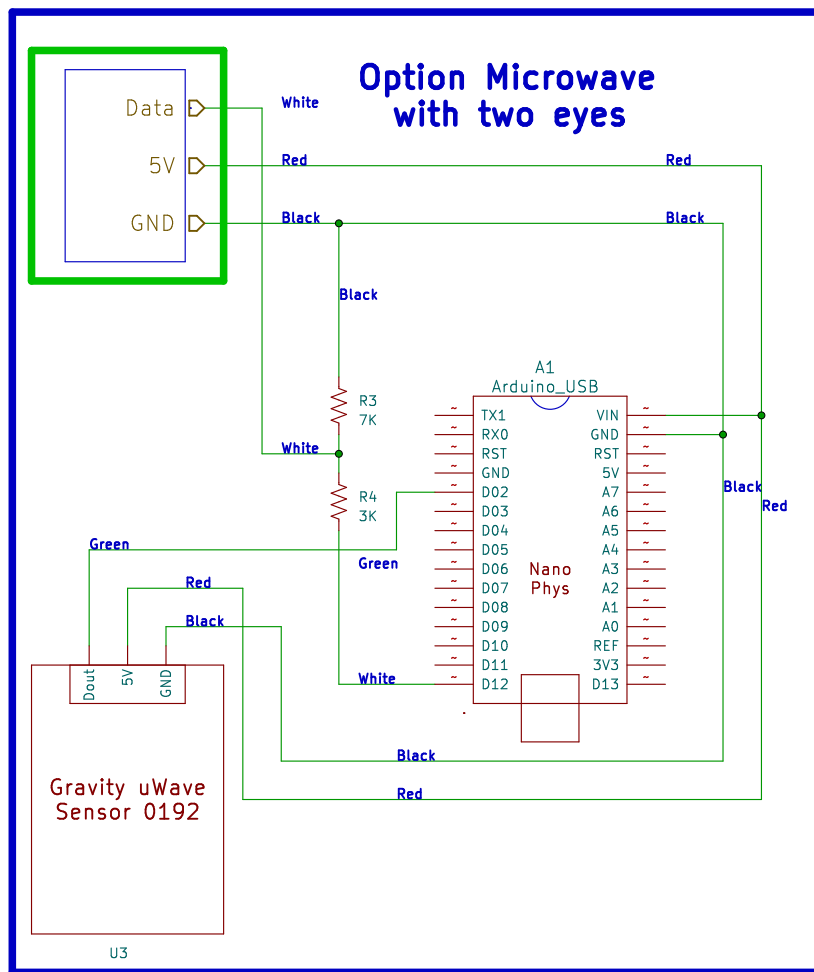 Option Microwave
with two eyes
Data
White
5V
Red
Red
GND
Black
Black
Black
A1
Arduino_USB
R3
7K
White
R4
3K
~ TX1 VIN ~
~ RX0 GND ~
~ RST RST ~
~ GND 5V ~
~ D02 A7 ~
~ D03 A6 ~
~ D04 A5 ~
~ D05 A4 ~
~ D06 A3 ~
~ D07 A2 ~
~ D08 A1 ~
~ D09 A0 ~
~ D10 REF ~
~ D11 3V3 ~
~ D12 D13 ~
Nano
Phys
Black
Red
Green
Green
Red
Black
White
Dout
5V
GND
Black
Red
Gravity uWave
Sensor 0192
U3